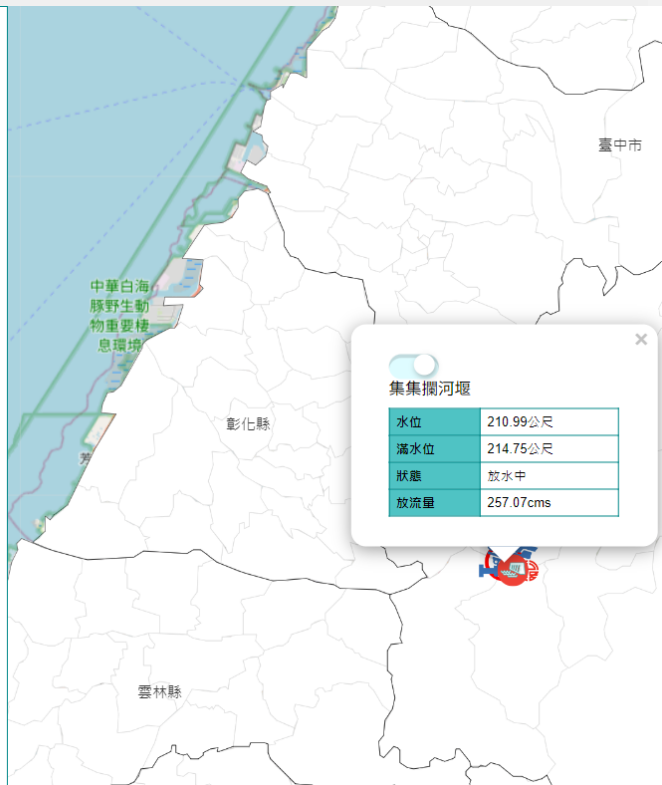 臺中市
中華白海
豚野生動
物重要棲
息環境
×
集集攔河堰
水位 210.99公尺
滿水位 214.75公尺
狀態 放水中
放流量 257.07cms
彰化縣
芳
雲林縣